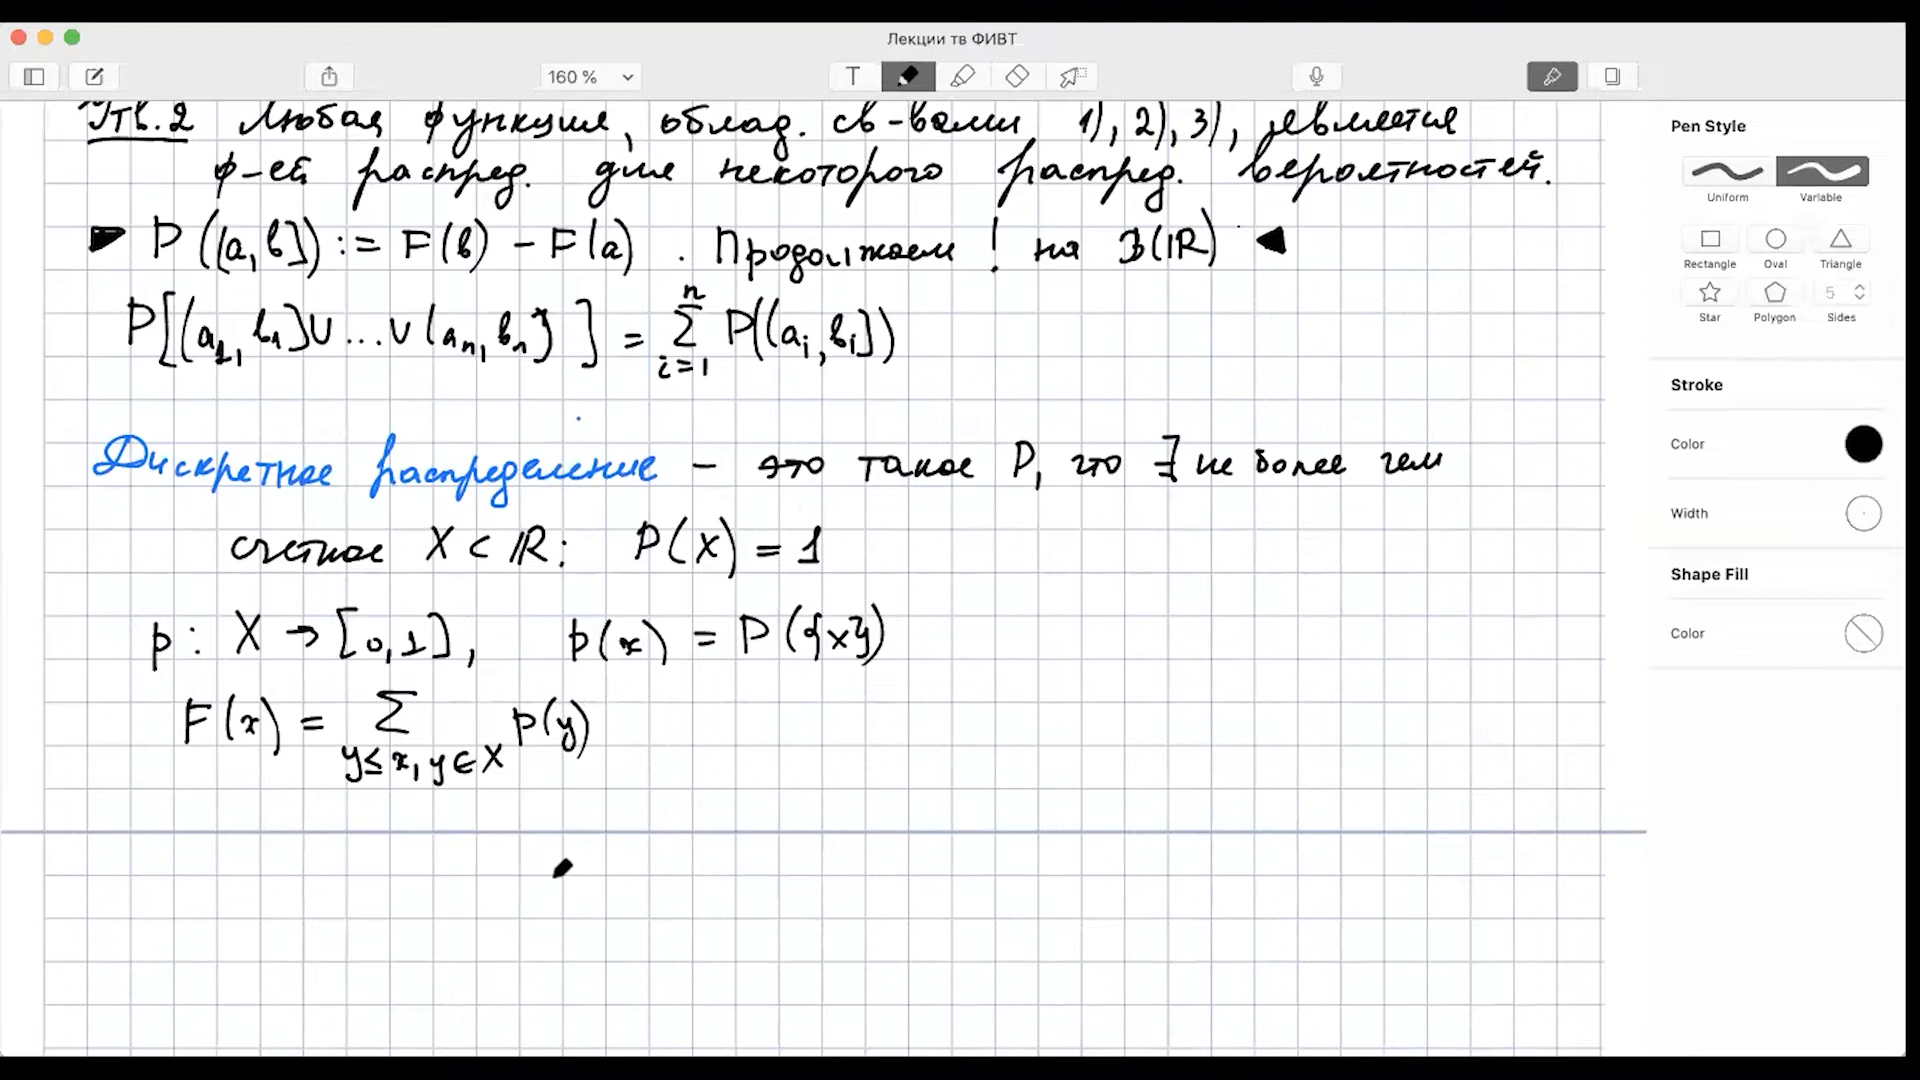 Лекции тв ФИВТ
160 %
T
Утв. 2 Любая функция, облад. св-вами 1), 2), 3), является
ф-ей распред. для некоторого распред. вероятностей.
P((a, b]) := F(b) - F(a). Продолжаем ! на B(ℝ)
P[(a₁, b₁]∪...∪(aₙ, bₙ]] = ∑ᵢ₌₁ⁿ P((aᵢ, bᵢ])
Дискретное распределение - это такое P, что ∃ не более чем
счетное X ⊂ ℝ: P(X) = 1
p: X → [0,1], p(x) = P({x})
F(x) = ∑ y≤x, y∈X p(y)
Pen Style
Uniform Variable
Rectangle Oval Triangle
5
Star Polygon Sides
Stroke
Color
Width
Shape Fill
Color